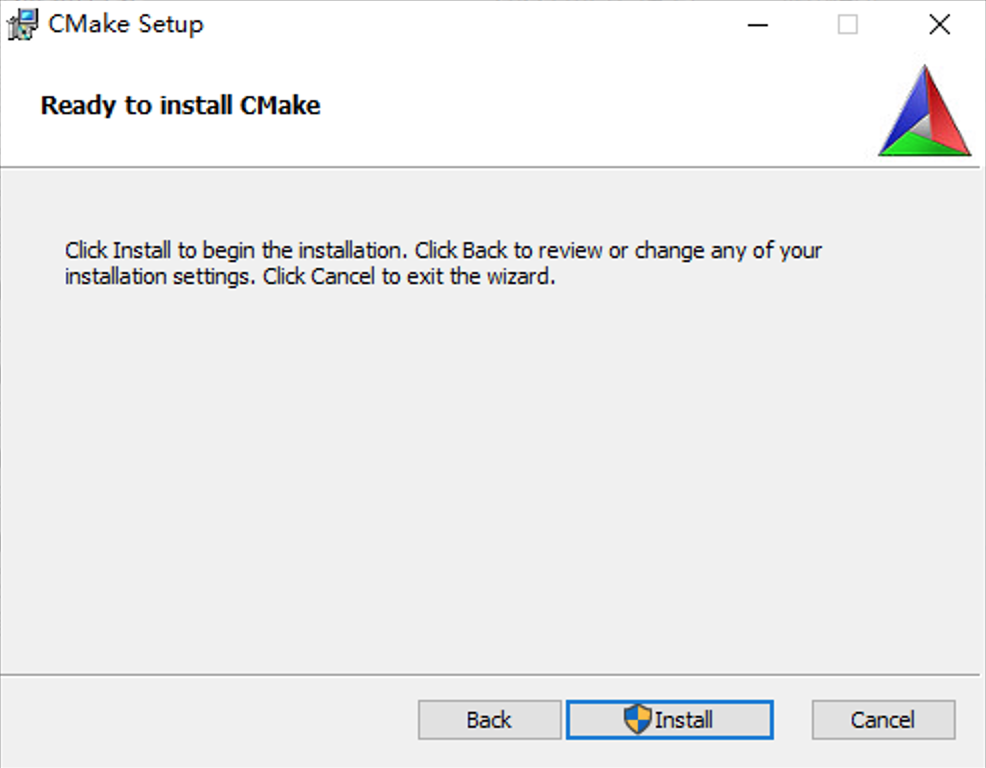 CMake Setup
Ready to install CMake
Click Install to begin the installation. Click Back to review or change any of your
installation settings. Click Cancel to exit the wizard.
Back
Install
Cancel